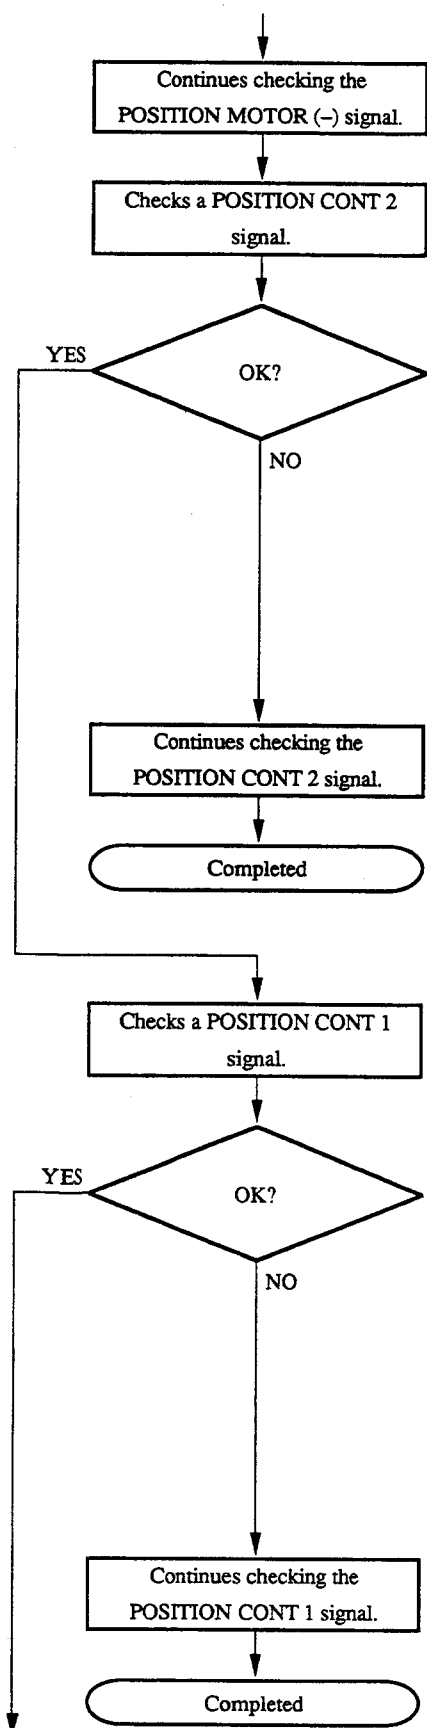 Continues checking the
POSITION MOTOR (–) signal.
Checks a POSITION CONT 2
signal.
YES
OK?
NO
Continues checking the
POSITION CONT 2 signal.
Completed
Checks a POSITION CONT 1
signal.
YES
OK?
NO
Continues checking the
POSITION CONT 1 signal.
Completed